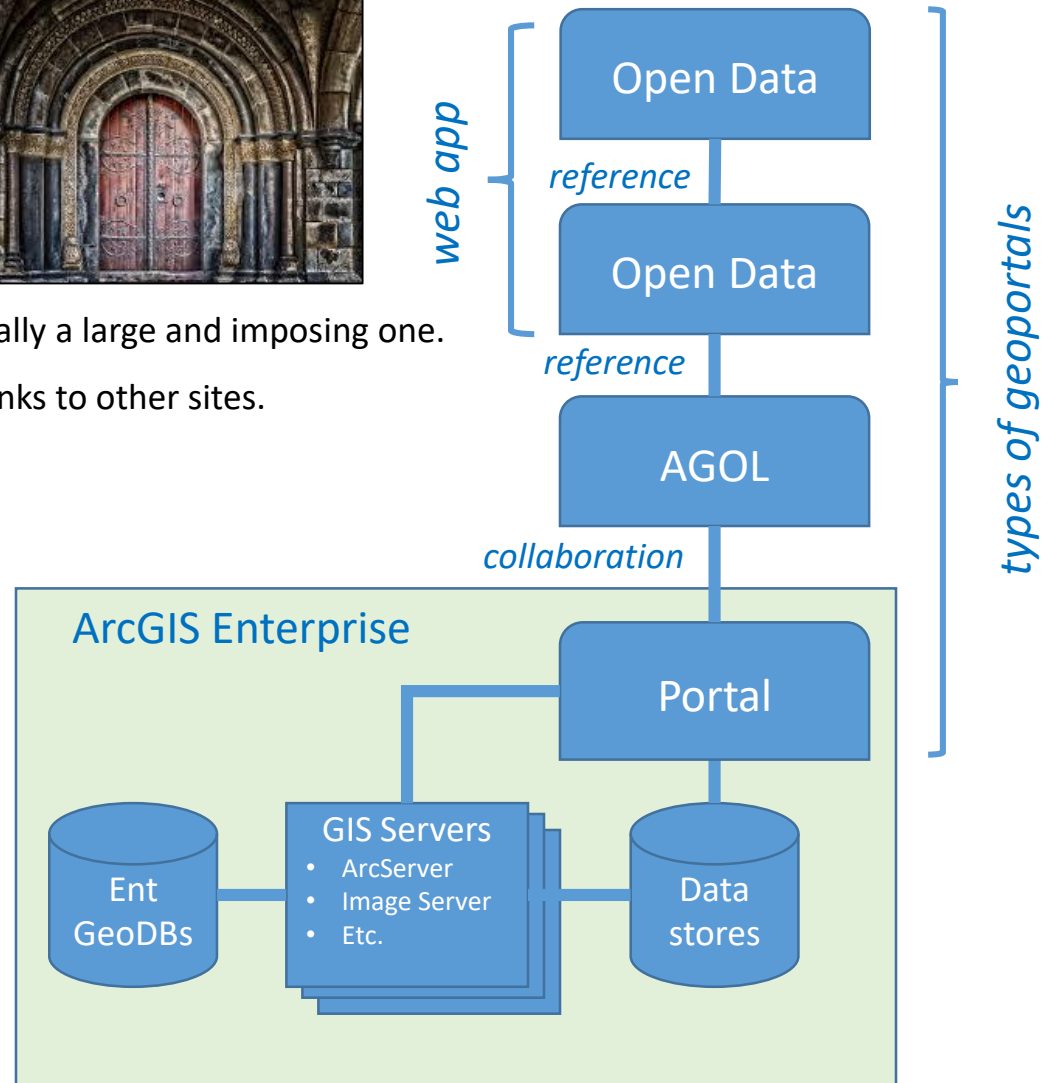 Open Data
web app
reference
Open Data
types of geoportals
ally a large and imposing one.
reference
nks to other sites.
AGOL
collaboration
ArcGIS Enterprise
Portal
GIS Servers
• ArcServer
• Image Server
• Etc.
Ent
GeoDBs
Data
stores